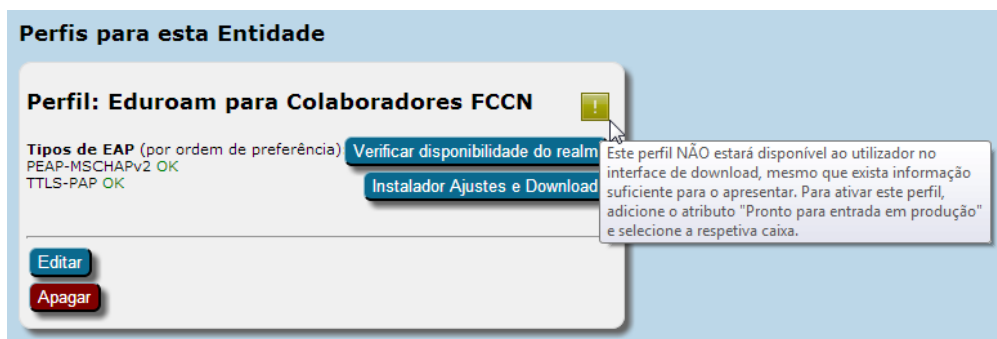 Perfis para esta Entidade
Perfil: Eduroam para Colaboradores FCCN
!
Tipos de EAP (por ordem de preferência)
PEAP-MSCHAPv2 OK
TTLS-PAP OK
Verificar disponibilidade do realm
Instalador Ajustes e Download
Este perfil NÃO estará disponível ao utilizador no
interface de download, mesmo que exista informação
suficiente para o apresentar. Para ativar este perfil,
adicione o atributo "Pronto para entrada em produção"
e selecione a respetiva caixa.
Editar
Apagar